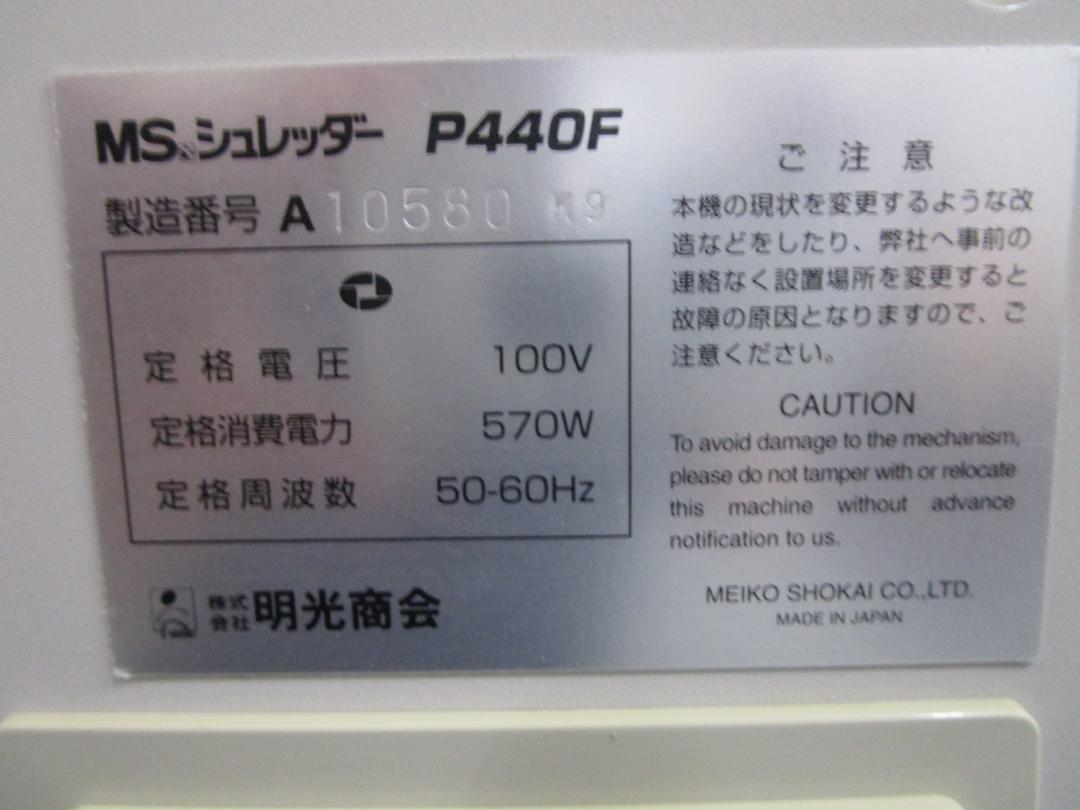 MSシュレッダー P440F
製造番号 A10580 K9
定格電圧 100V
定格消費電力 570W
定格周波数 50-60Hz
株式会社 明光商会
ご注意
本機の現状を変更するような改
造などをしたり、弊社へ事前の
連絡なく設置場所を変更すると
故障の原因となりますので、ご
注意ください。
CAUTION
To avoid damage to the mechanism,
please do not tamper with or relocate
this machine without advance
notification to us.
MEIKO SHOKAI CO.,LTD.
MADE IN JAPAN